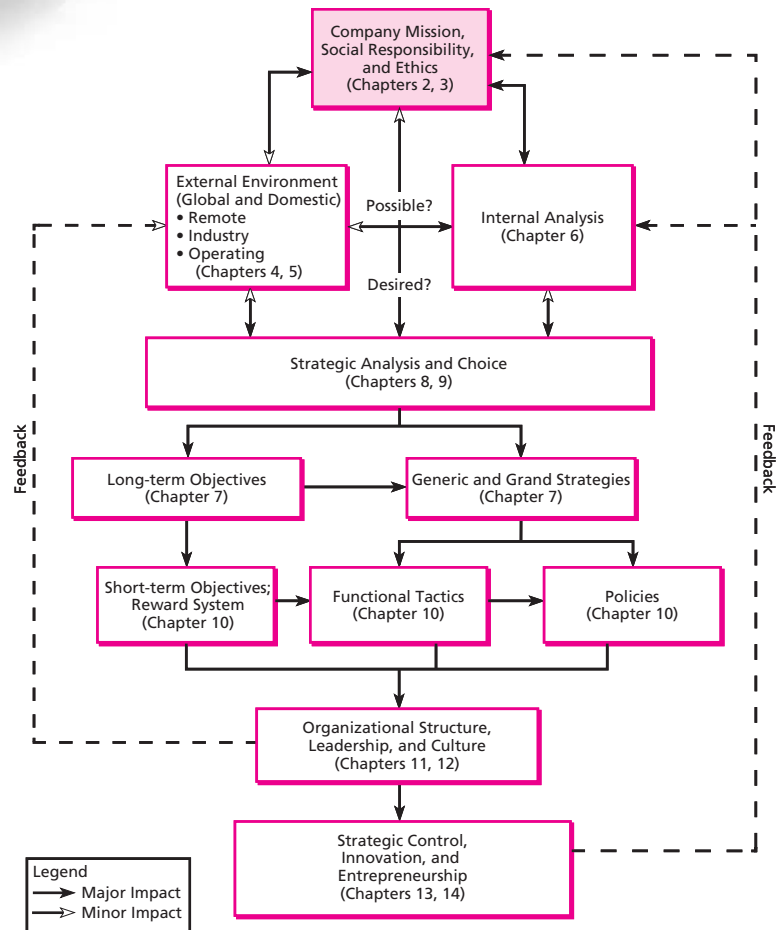 Company Mission,
Social Responsibility,
and Ethics
(Chapters 2, 3)
External Environment
(Global and Domestic)
• Remote
• Industry
• Operating
(Chapters 4, 5)
Possible?
Desired?
Internal Analysis
(Chapter 6)
Strategic Analysis and Choice
(Chapters 8, 9)
Feedback
Feedback
Long-term Objectives
(Chapter 7)
Generic and Grand Strategies
(Chapter 7)
Short-term Objectives;
Reward System
(Chapter 10)
Functional Tactics
(Chapter 10)
Policies
(Chapter 10)
Organizational Structure,
Leadership, and Culture
(Chapters 11, 12)
Strategic Control,
Innovation, and
Entrepreneurship
(Chapters 13, 14)
Legend
Major Impact
Minor Impact